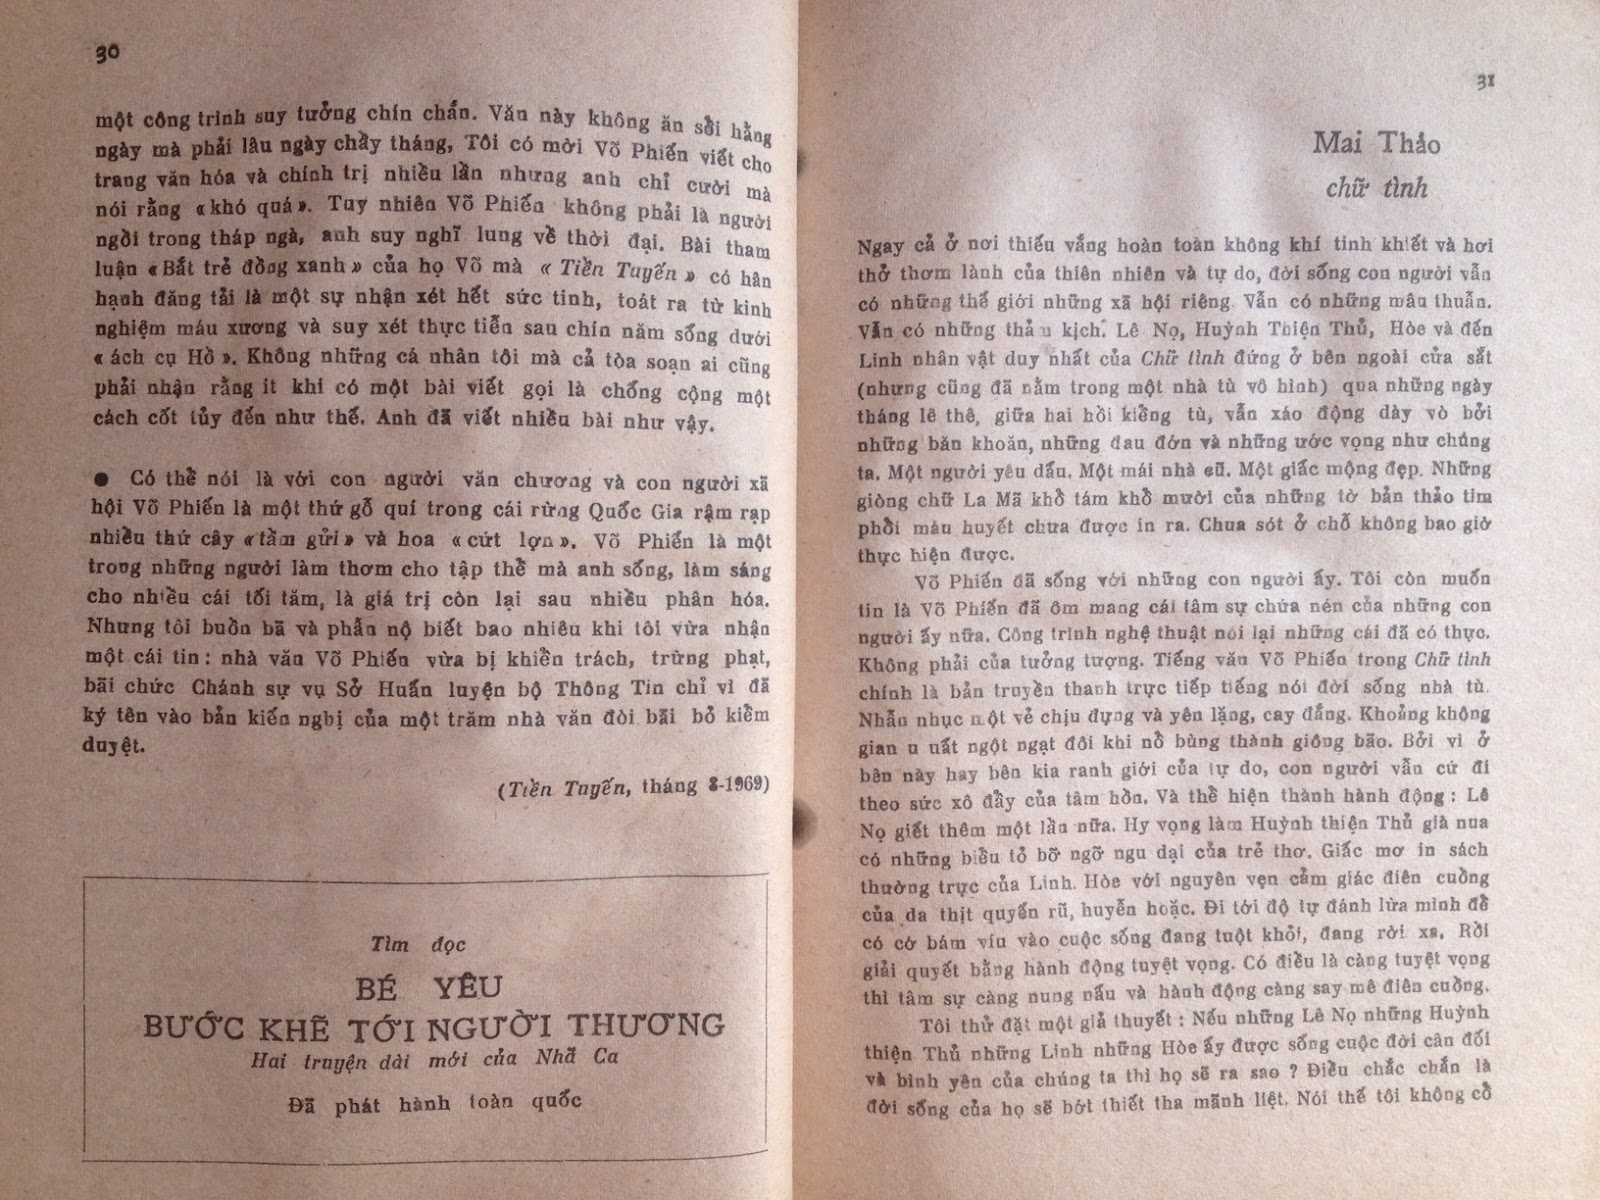 30
một công trình suy tưởng chín chắn. Văn này không ăn sổi hằng
ngày mà phải lâu ngày chầy tháng, Tôi có mời Võ Phiến viết cho
trang văn hóa và chính trị nhiều lần nhưng anh chỉ cười mà
nói rằng «khó quá». Tuy nhiên Võ Phiến không phải là người
ngồi trong tháp ngà, anh suy nghĩ lung về thời đại. Bài tham
luận «Bắt trẻ đồng xanh» của họ Võ mà « Tiền Tuyến » có hân
hạnh đăng tải là một sự nhận xét hết sức tinh, toát ra từ kinh
nghiệm máu xương và suy xét thực tiễn sau chín năm sống dưới
« ách cụ Hồ ». Không những cá nhân tôi mà cả tòa soạn ai cũng
phải nhận rằng ít khi có một bài viết gọi là chống cộng một
cách cốt tủy đến như thế. Anh đã viết nhiều bài như vậy.
● Có thể nói là với con người văn chương và con người xã
hội Võ Phiến là một thứ gỗ quí trong cái rừng Quốc Gia rậm rạp
nhiều thứ cây «tầm gửi» và hoa «cứt lợn». Võ Phiến là một
trong những người làm thơm cho tập thể mà anh sống, làm sáng
cho nhiều cái tối tăm, là giá trị còn lại sau nhiều phân hóa.
Nhưng tôi buồn bã và phẫn nộ biết bao nhiêu khi tôi vừa nhận
một cái tin : nhà văn Võ Phiến vừa bị khiển trách, trừng phạt,
bãi chức Chánh sự vụ Sở Huấn luyện bộ Thông Tin chỉ vì đã
ký tên vào bản kiến nghị của một trăm nhà văn đòi bãi bỏ kiểm
duyệt.
(Tiền Tuyến, tháng 8-1969)
Tìm đọc
BÉ YÊU
BƯỚC KHẼ TỚI NGƯỜI THƯƠNG
Hai truyện dài mới của Nhã Ca
Đã phát hành toàn quốc
31
Mai Thảo
chữ tình
Ngay cả ở nơi thiếu vắng hoàn toàn không khí tinh khiết và hơi
thở thơm lành của thiên nhiên và tự do, đời sống con người vẫn
có những thế giới những xã hội riêng. Vẫn có những mâu thuẫn.
Vẫn có những thảm kịch. Lê Nọ, Huỳnh Thiện Thủ, Hòe và đến
Linh nhân vật duy nhất của Chữ tình đứng ở bên ngoài cửa sắt
(nhưng cũng đã nằm trong một nhà tù vô hình) qua những ngày
tháng lê thê, giữa hai hồi kiểng tù, vẫn xáo động dày vò bởi
những băn khoăn, những đau đớn và những ước vọng như chúng
ta. Một người yêu dấu. Một mái nhà cũ. Một giấc mộng đẹp. Những
giòng chữ La Mã khổ tám khổ mười của những tờ bản thảo tim
phổi máu huyết chưa được in ra. Chua sót ở chỗ không bao giờ
thực hiện được.
Võ Phiến đã sống với những con người ấy. Tôi còn muốn
tin là Võ Phiến đã ôm mang cái tâm sự chứa nén của những con
người ấy nữa. Công trình nghệ thuật nói lại những cái đã có thực.
Không phải của tưởng tượng. Tiếng văn Võ Phiến trong Chữ tình
chính là bản truyền thanh trực tiếp tiếng nói đời sống nhà tù.
Nhẫn nhục một vẻ chịu đựng và yên lặng, cay đắng. Khoảng không
gian u uất ngột ngạt đôi khi nổ bùng thành giông bão. Bởi vì ở
bên này hay bên kia ranh giới của tự do, con người vẫn cứ đi
theo sức xô đẩy của tâm hồn. Và thể hiện thành hành động : Lê
Nọ giết thêm một lần nữa. Hy vọng làm Huỳnh thiện Thủ già nua
có những biểu tỏ bỡ ngỡ ngu dại của trẻ thơ. Giấc mơ in sách
thường trực của Linh. Hòe với nguyên vẹn cảm giác điên cuồng
của da thịt quyến rũ, huyễn hoặc. Đi tới độ tự đánh lừa mình để
có cớ bám víu vào cuộc sống đang tuột khỏi, đang rời xa. Rồi
giải quyết bằng hành động tuyệt vọng. Có điều là càng tuyệt vọng
thì tâm sự càng nung nấu và hành động càng say mê điên cuồng.
Tôi thử đặt một giả thuyết : Nếu những Lê Nọ những Huỳnh
thiện Thủ những Linh những Hòe ấy được sống cuộc đời cân đối
và bình yên của chúng ta thì họ sẽ ra sao ? Điều chắc chắn là
đời sống của họ sẽ bớt thiết tha mãnh liệt. Nói thế tôi không cổ